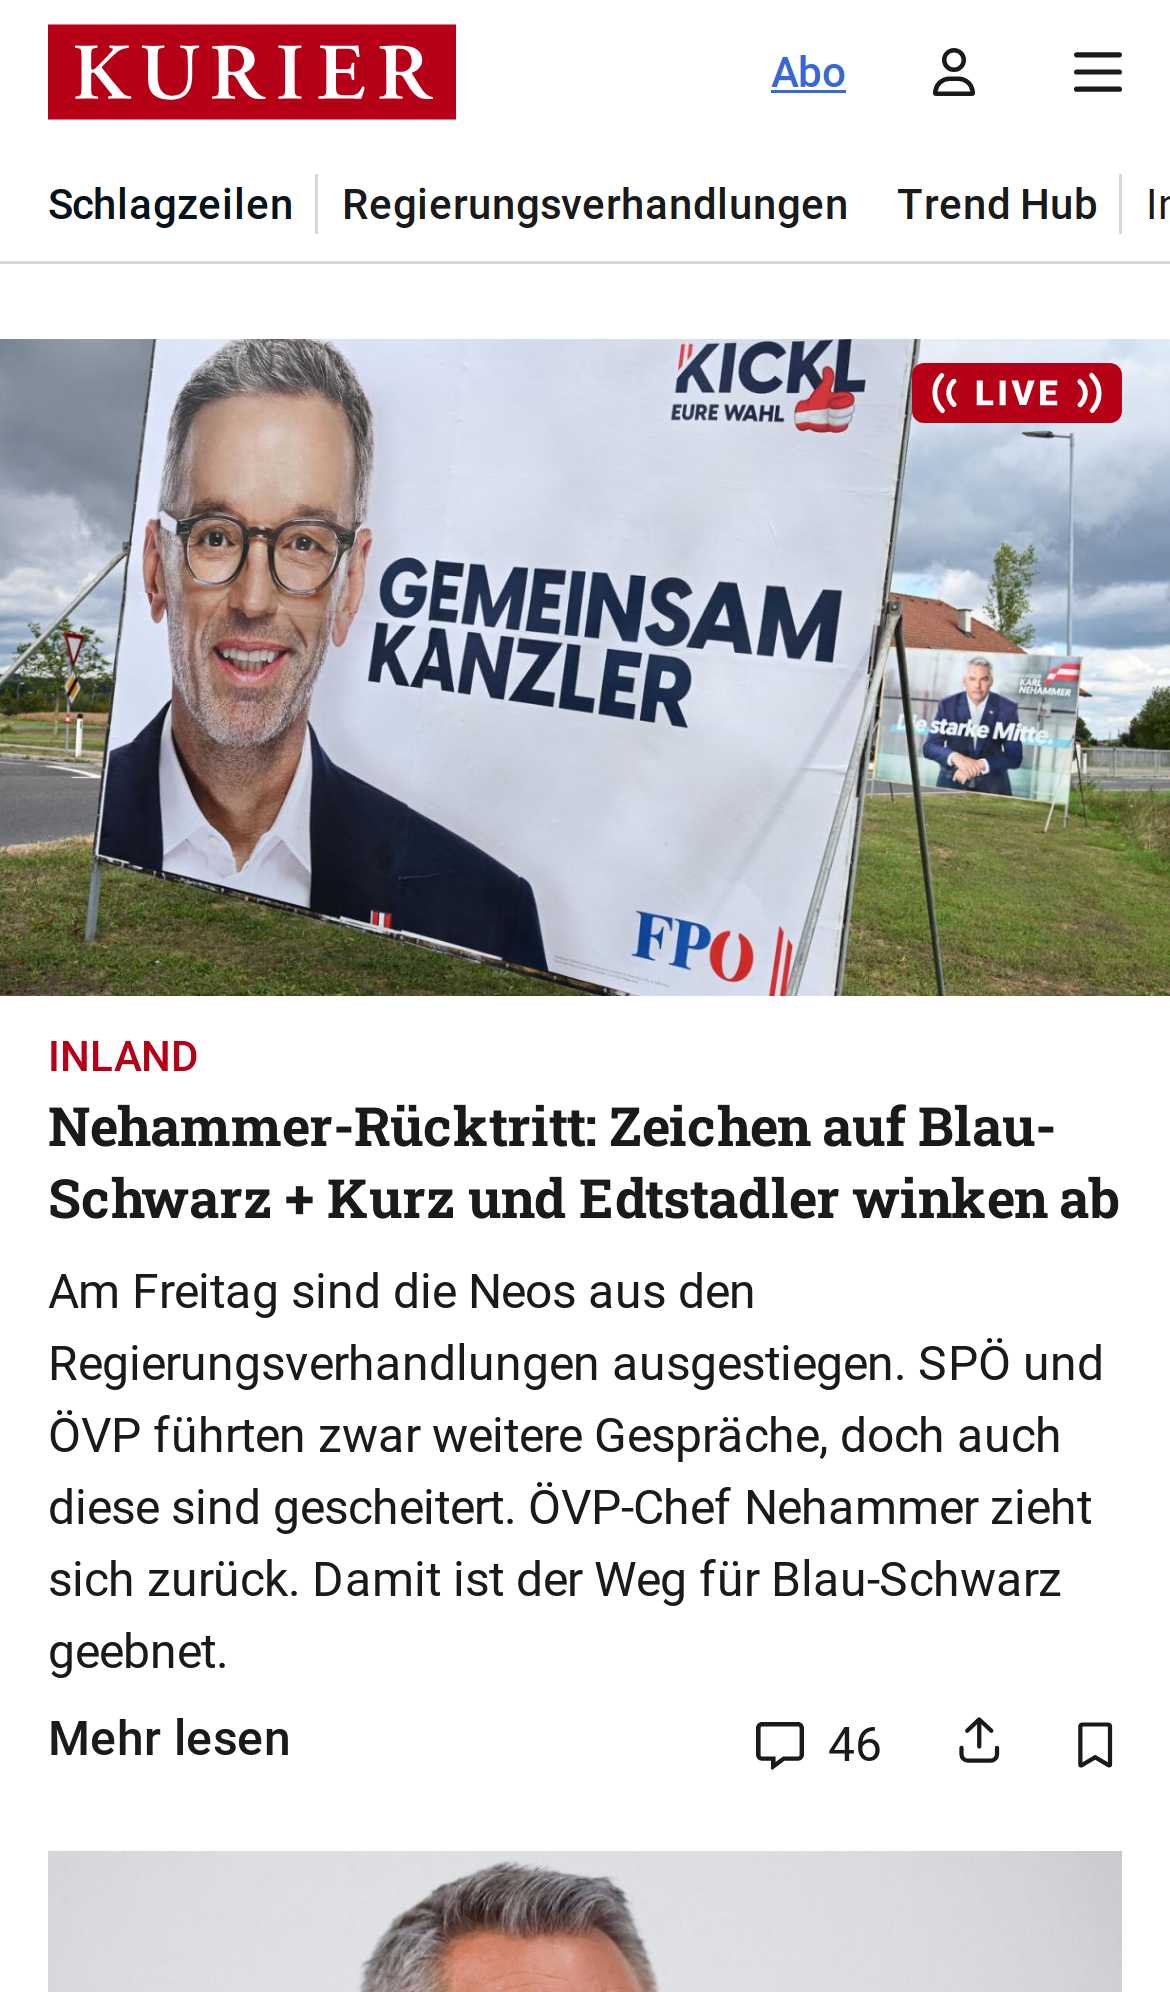 KURIER
Abo
Schlagzeilen
Regierungsverhandlungen
Trend Hub
In
KICKL
EURE WAHL
LIVE
GEMEINSAM
KANZLER
KARL
NEHAMMER
Die starke Mitte.
FPÖ
INLAND
Nehammer-Rücktritt: Zeichen auf Blau-
Schwarz + Kurz und Edtstadler winken ab
Am Freitag sind die Neos aus den
Regierungsverhandlungen ausgestiegen. SPÖ und
ÖVP führten zwar weitere Gespräche, doch auch
diese sind gescheitert. ÖVP-Chef Nehammer zieht
sich zurück. Damit ist der Weg für Blau-Schwarz
geebnet.
Mehr lesen
46